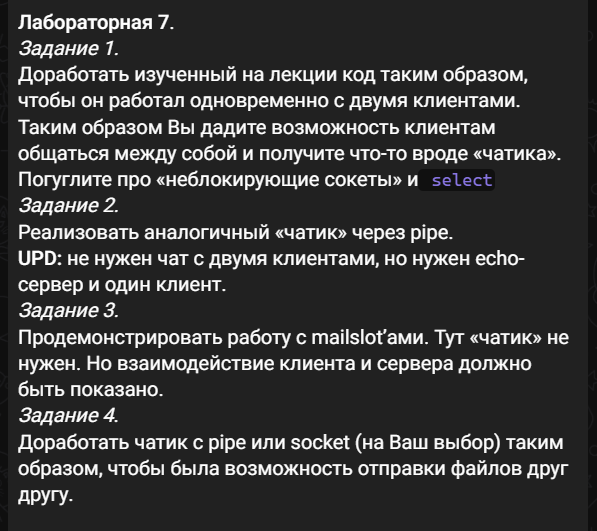 Лабораторная 7.
Задание 1.
Доработать изученный на лекции код таким образом,
чтобы он работал одновременно с двумя клиентами.
Таким образом Вы дадите возможность клиентам
общаться между собой и получите что-то вроде «чатика».
Погуглите про «неблокирующие сокеты» и select
Задание 2.
Реализовать аналогичный «чатик» через pipe.
UPD: не нужен чат с двумя клиентами, но нужен echo-
сервер и один клиент.
Задание 3.
Продемонстрировать работу с mailslot’ами. Тут «чатик» не
нужен. Но взаимодействие клиента и сервера должно
быть показано.
Задание 4.
Доработать чатик с pipe или socket (на Ваш выбор) таким
образом, чтобы была возможность отправки файлов друг
другу.